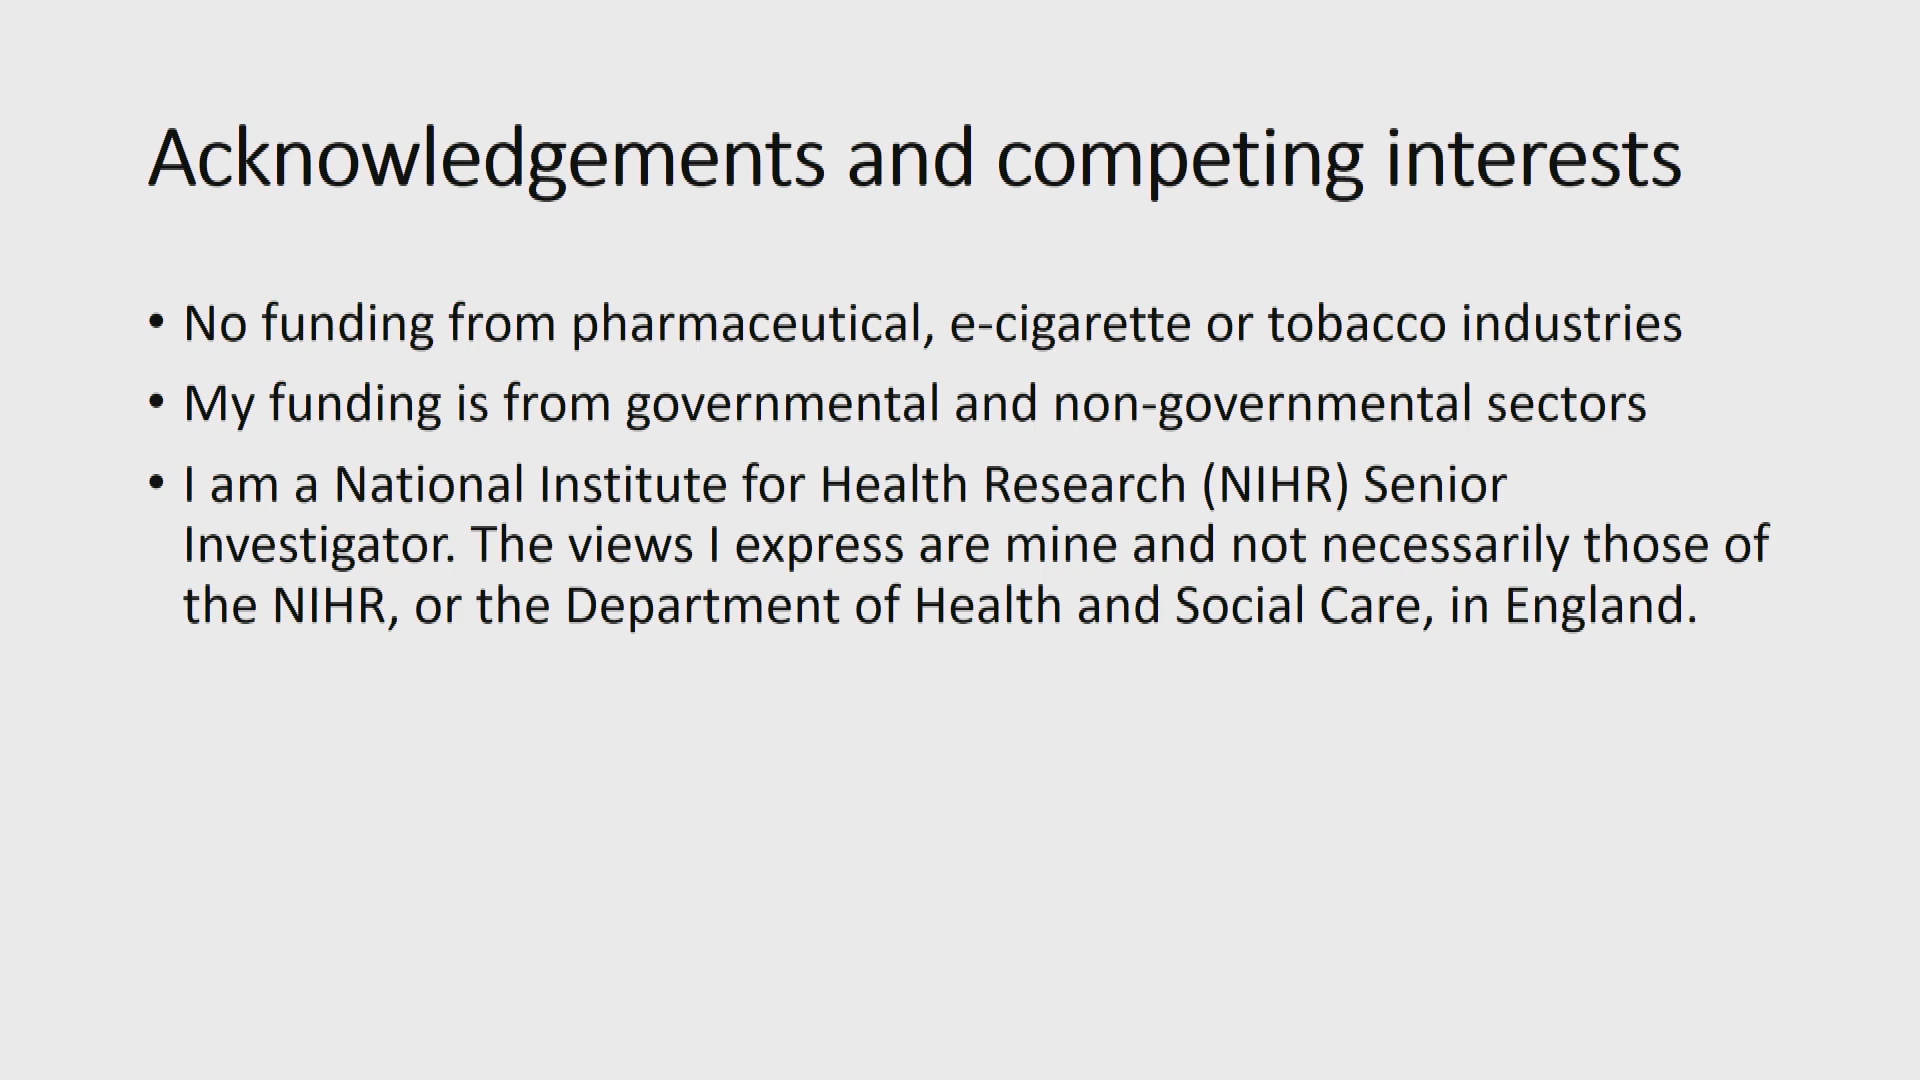 Acknowledgements and competing interests
• No funding from pharmaceutical, e-cigarette or tobacco industries
• My funding is from governmental and non-governmental sectors
• I am a National Institute for Health Research (NIHR) Senior
Investigator. The views I express are mine and not necessarily those of
the NIHR, or the Department of Health and Social Care, in England.